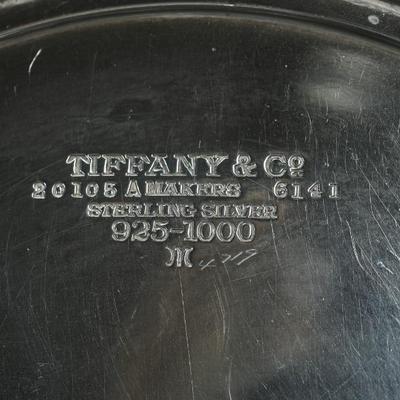 TIFFANY & Co
20105 A MAKERS 6141
STERLING SILVER
925-1000
M